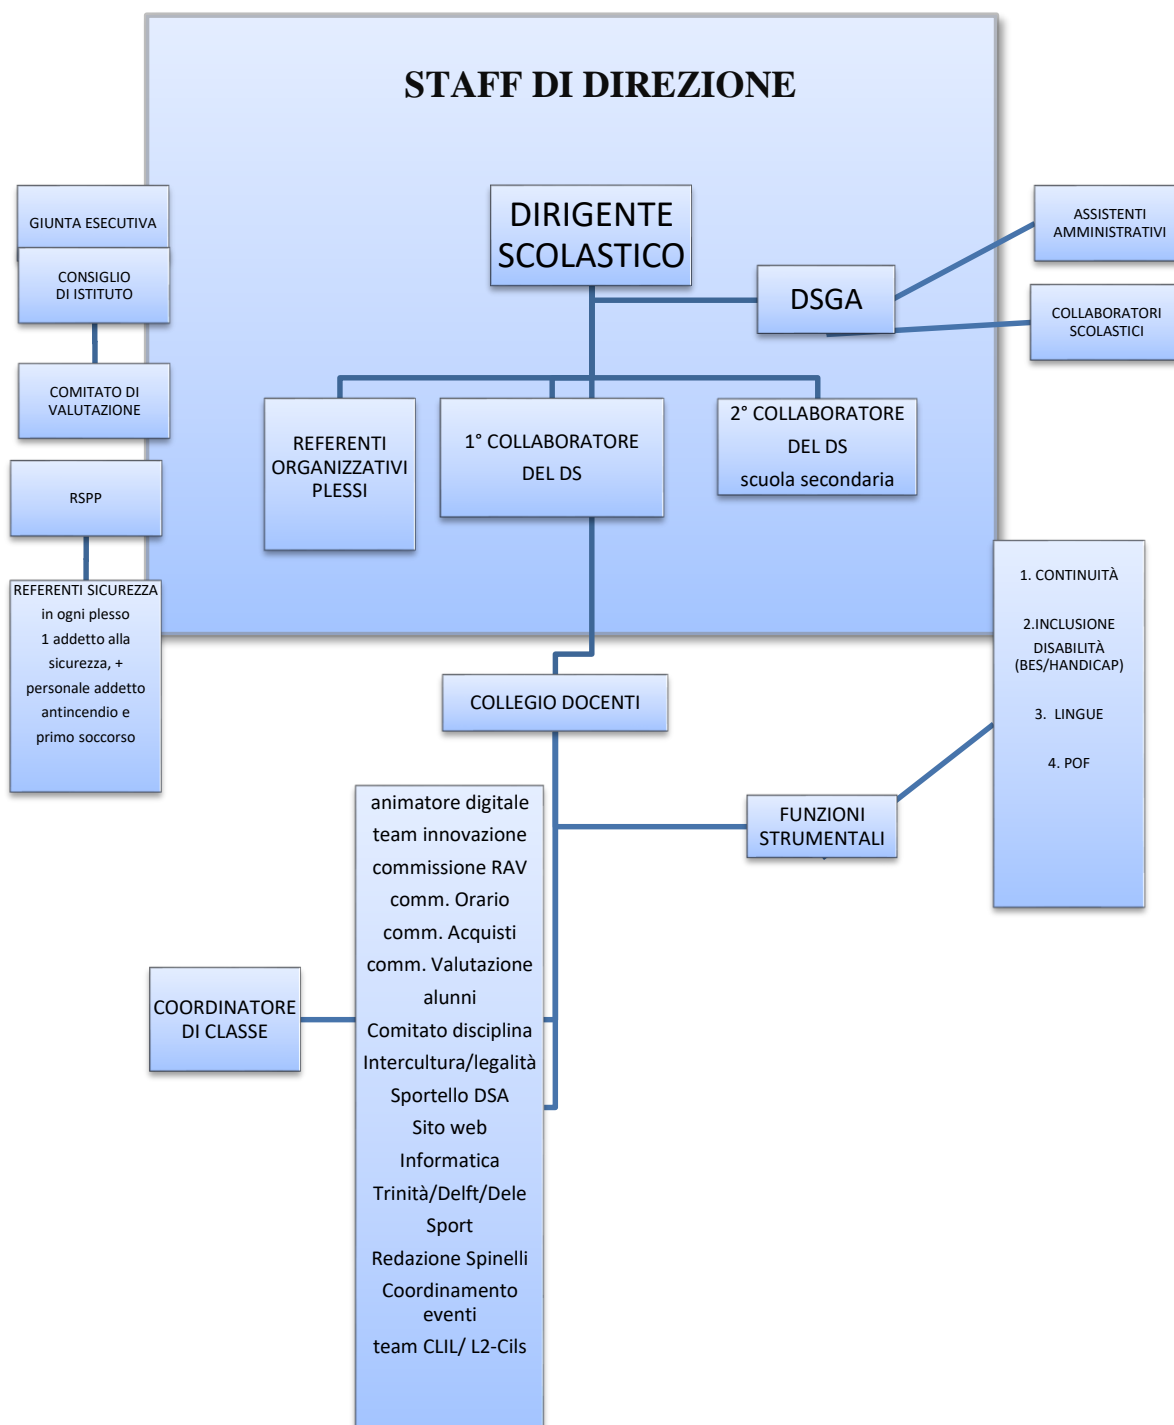 STAFF DI DIREZIONE
GIUNTA ESECUTIVA
CONSIGLIO
DI ISTITUTO
COMITATO DI
VALUTAZIONE
RSPP
REFERENTI SICUREZZA
in ogni plesso
1 addetto alla
sicurezza, +
personale addetto
antincendio e
primo soccorso
DIRIGENTE
SCOLASTICO
DSGA
ASSISTENTI
AMMINISTRATIVI
COLLABORATORI
SCOLASTICI
REFERENTI
ORGANIZZATIVI
PLESSI
1° COLLABORATORE
DEL DS
2° COLLABORATORE
DEL DS
scuola secondaria
COLLEGIO DOCENTI
1. CONTINUITÀ
2.INCLUSIONE
DISABILITÀ
(BES/HANDICAP)
3. LINGUE
4. POF
FUNZIONI
STRUMENTALI
COORDINATORE
DI CLASSE
animatore digitale
team innovazione
commissione RAV
comm. Orario
comm. Acquisti
comm. Valutazione
alunni
Comitato disciplina
Intercultura/legalità
Sportello DSA
Sito web
Informatica
Trinità/Delft/Dele
Sport
Redazione Spinelli
Coordinamento
eventi
team CLIL/ L2-Cils